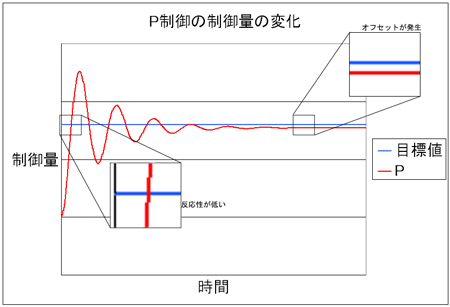 P制御の制御量の変化
オフセットが発生
制御量
目標値
P
反応性が低い
時間